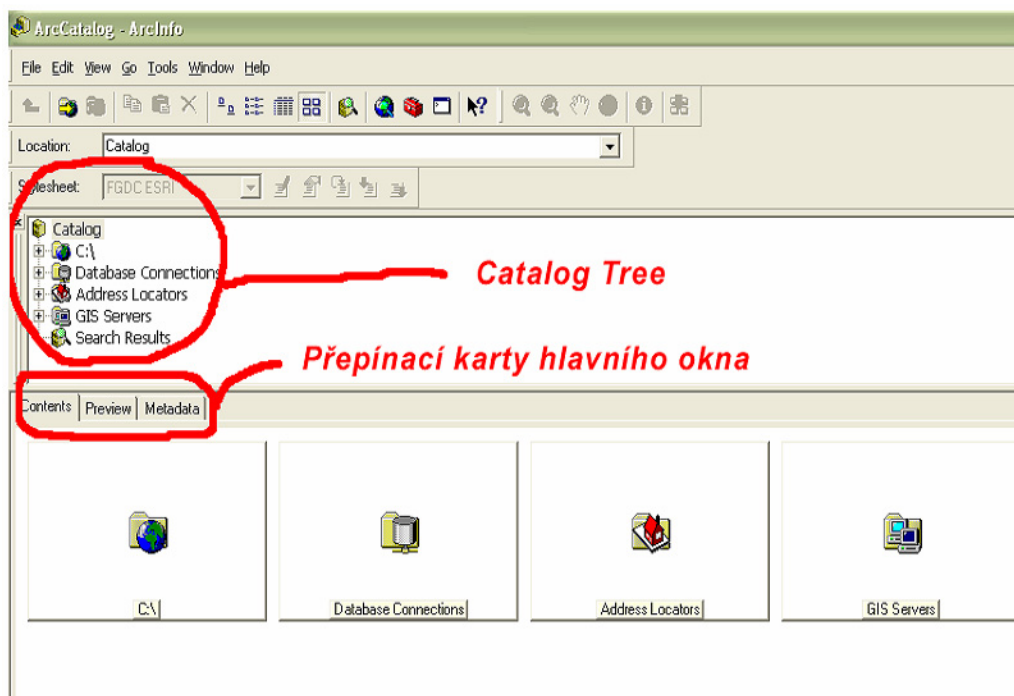 ArcCatalog - ArcInfo
File Edit View Go Tools Window Help
Location: Catalog
Stylesheet: FGDC ESRI
Catalog
C:\
Database Connections
Catalog Tree
Address Locators
GIS Servers
Search Results
Přepínací karty hlavního okna
Contents Preview Metadata
C:\ Database Connections Address Locators GIS Servers